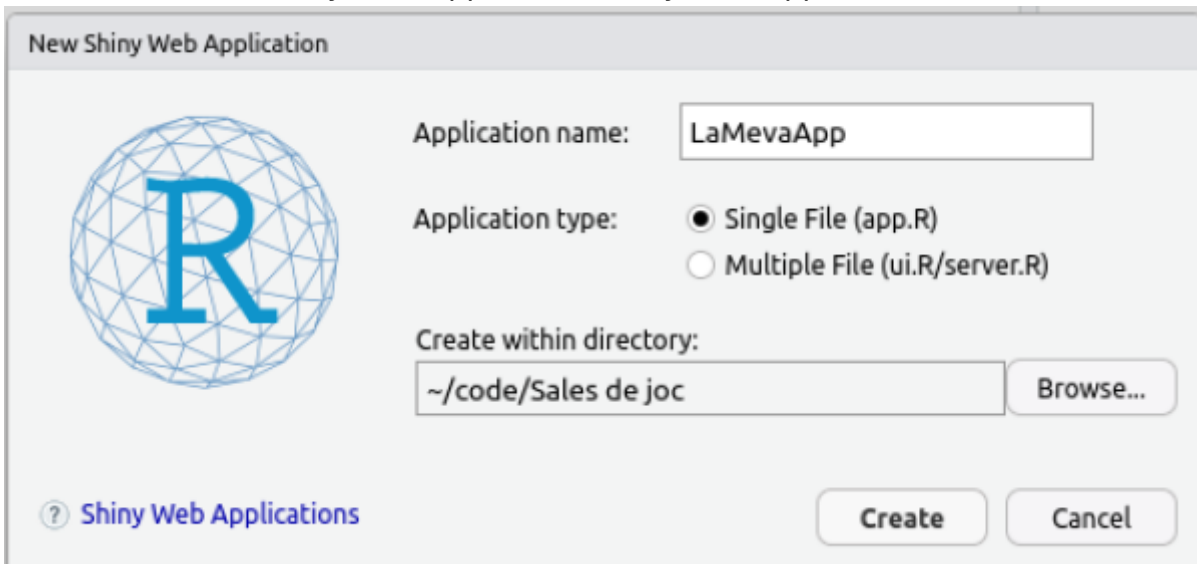 New Shiny Web Application
Application name: LaMevaApp
Application type: Single File (app.R)
Multiple File (ui.R/server.R)
Create within directory:
~/code/Sales de joc Browse...
R
? Shiny Web Applications Create Cancel